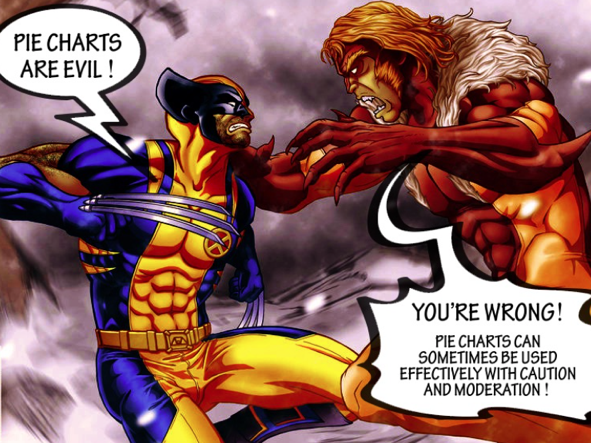 PIE CHARTS
ARE EVIL !
YOU'RE WRONG !
PIE CHARTS CAN
SOMETIMES BE USED
EFFECTIVELY WITH CAUTION
AND MODERATION !